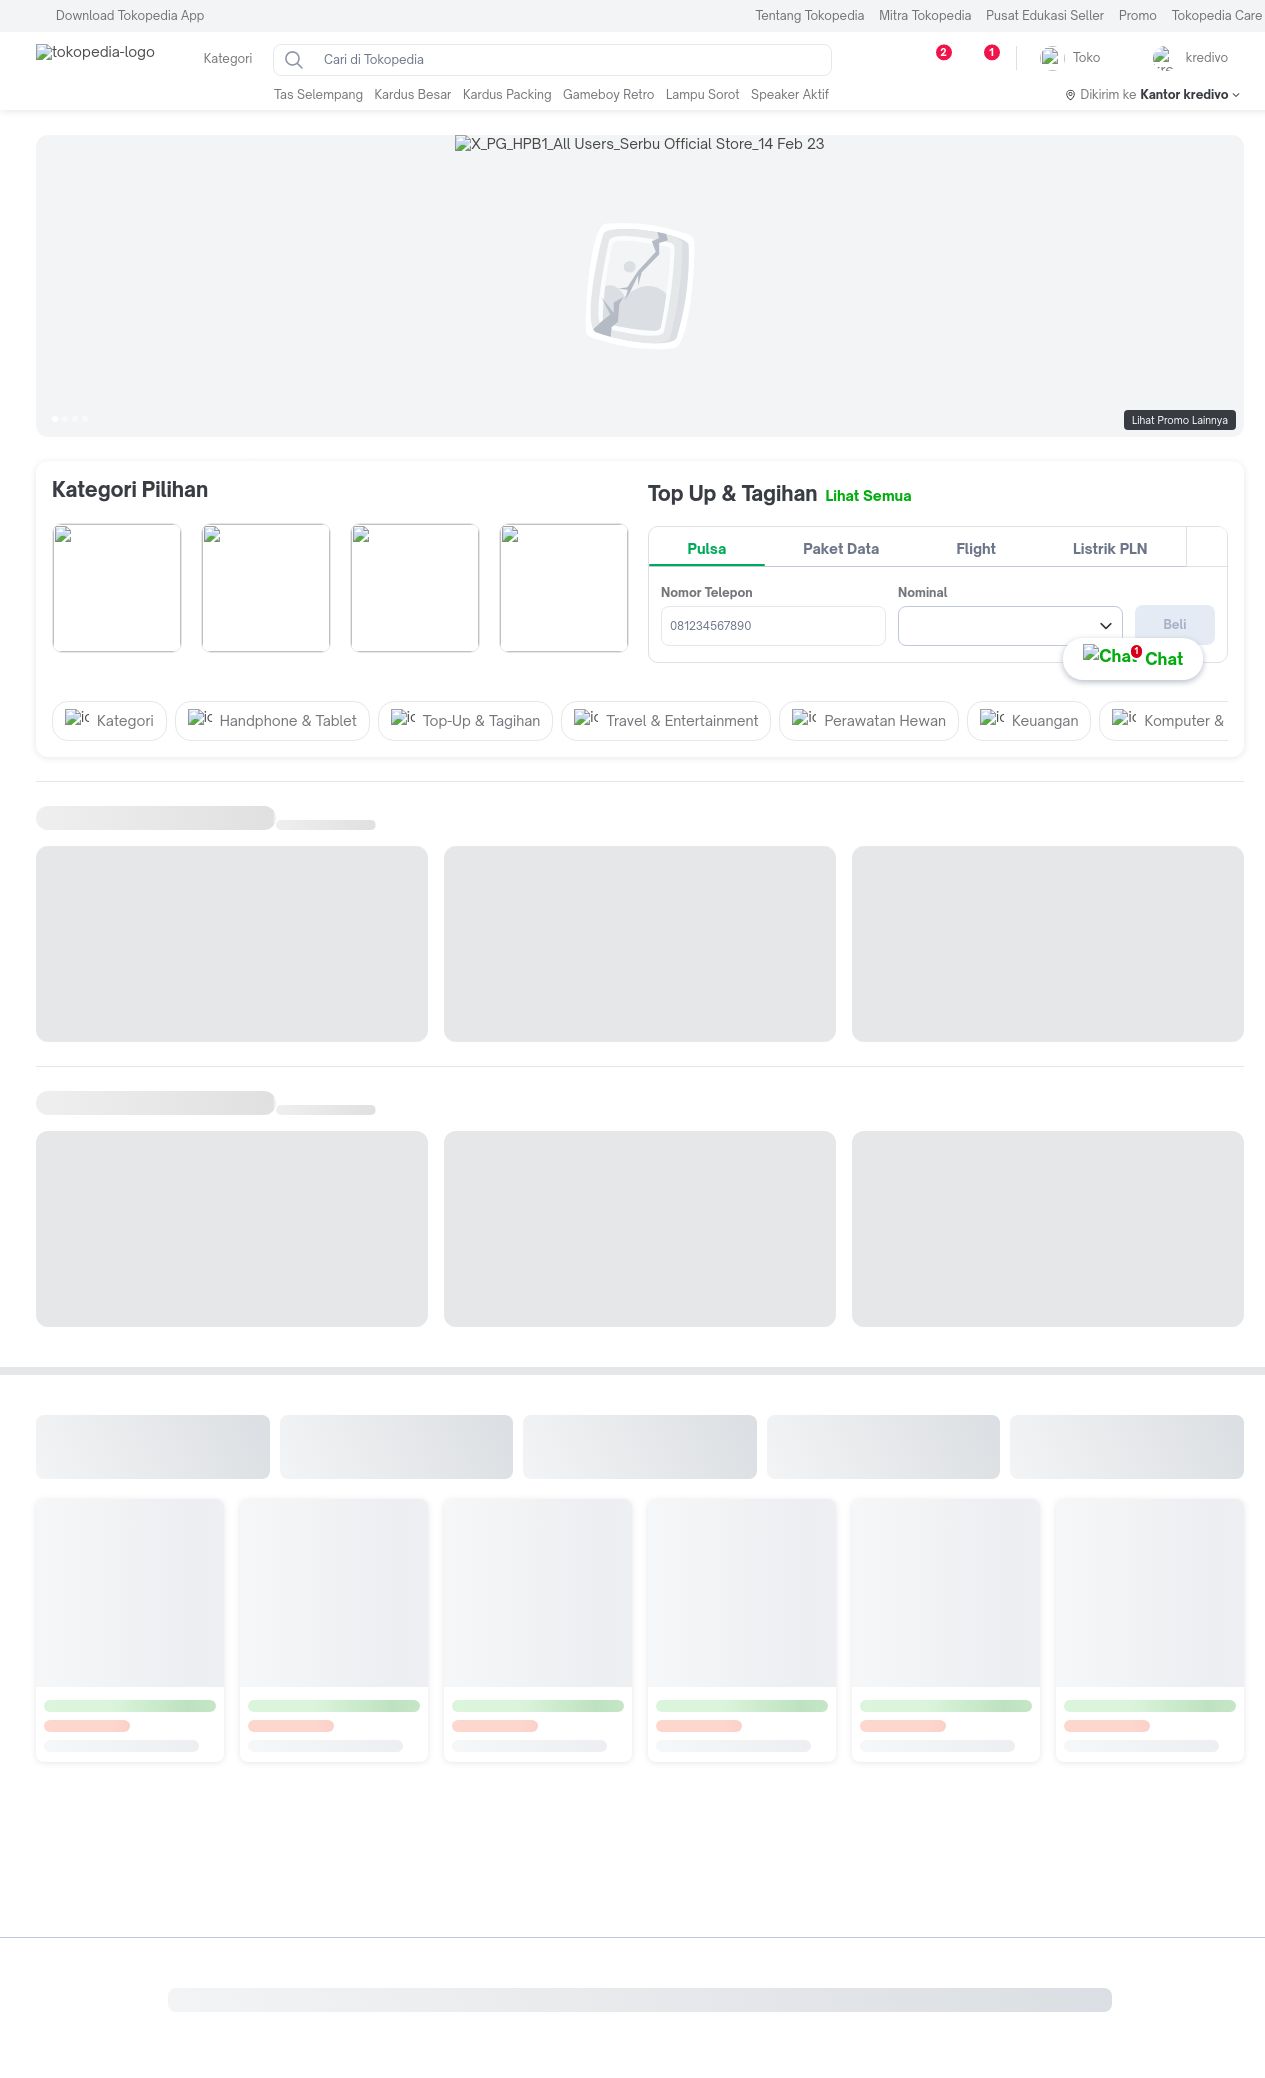 Download Tokopedia App
Tentang Tokopedia Mitra Tokopedia Pusat Edukasi Seller Promo Tokopedia Care
tokopedia-logo
Kategori
Cari di Tokopedia
2
1
Toko
kredivo
Tas Selempang Kardus Besar Kardus Packing Gameboy Retro Lampu Sorot Speaker Aktif
Dikirim ke Kantor kredivo
X_PG_HPB1_All Users_Serbu Official Store_14 Feb 23
Lihat Promo Lainnya
Kategori Pilihan
Top Up & Tagihan Lihat Semua
Pulsa Paket Data Flight Listrik PLN
Nomor Telepon Nominal
081234567890
Beli
Chat 1 Chat
Kategori Handphone & Tablet Top-Up & Tagihan Travel & Entertainment Perawatan Hewan Keuangan Komputer &